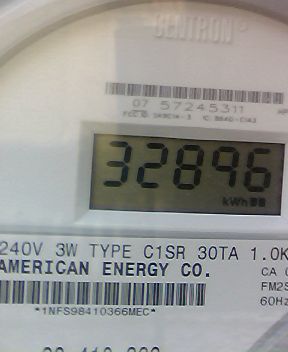 CENTRON®
07 57245311
32896
kWh
240V 3W TYPE C1SR 30TA 1.0K
AMERICAN ENERGY CO.
CA
FM2S
60Hz
*1NFS98410366MEC*